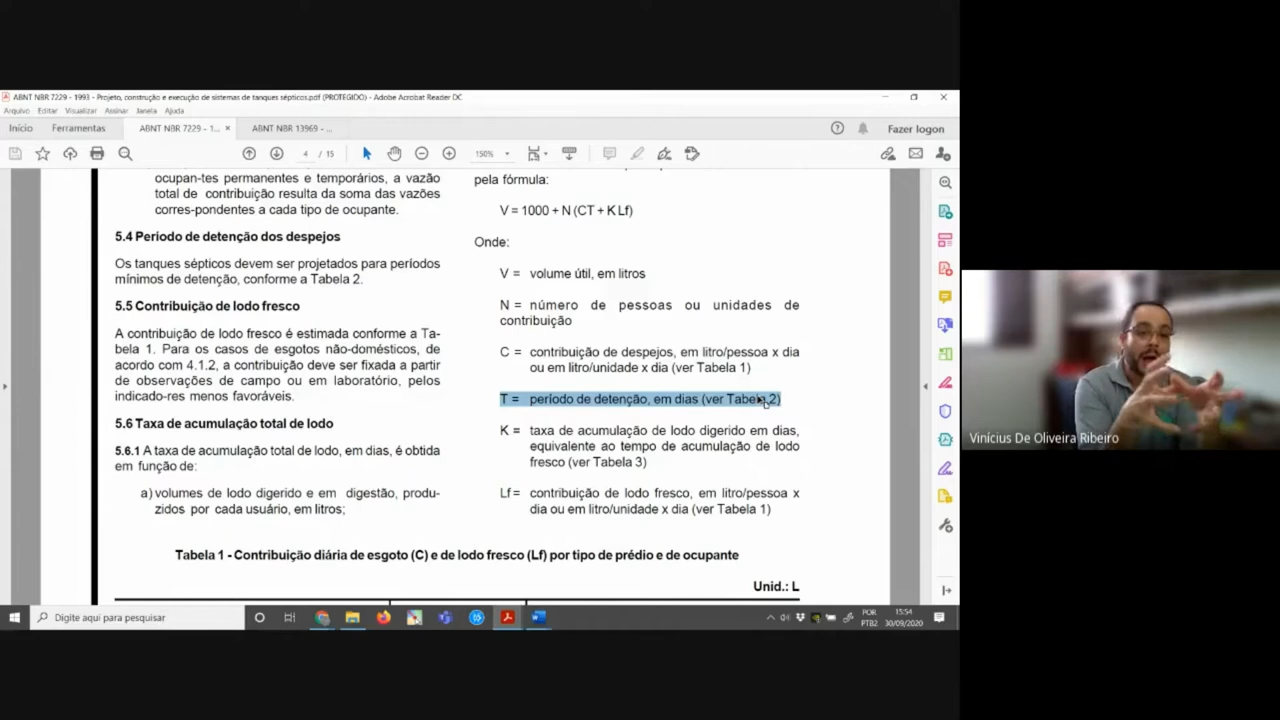 ABNT NBR 7229 - 1993 - Projeto, construção e execução de sistemas de tanques sépticos.pdf (PROTEGIDO) - Adobe Acrobat Reader DC
Arquivo Editar Visualizar Assinar Janela Ajuda
Início Ferramentas ABNT NBR 7229 - 1... × ABNT NBR 13969 - ... Fazer logon
4 / 15 150%
ocupan-tes permanentes e temporários, a vazão
total de contribuição resulta da soma das vazões
corres-pondentes a cada tipo de ocupante.
5.4 Período de detenção dos despejos
Os tanques sépticos devem ser projetados para períodos
mínimos de detenção, conforme a Tabela 2.
5.5 Contribuição de lodo fresco
A contribuição de lodo fresco é estimada conforme a Ta-
bela 1. Para os casos de esgotos não-domésticos, de
acordo com 4.1.2, a contribuição deve ser fixada a partir
de observações de campo ou em laboratório, pelos
indicado-res menos favoráveis.
5.6 Taxa de acumulação total de lodo
5.6.1 A taxa de acumulação total de lodo, em dias, é obtida
em função de:
a) volumes de lodo digerido e em digestão, produ-
zidos por cada usuário, em litros;
pela fórmula:
V = 1000 + N (CT + K Lf)
Onde:
V = volume útil, em litros
N = número de pessoas ou unidades de
contribuição
C = contribuição de despejos, em litro/pessoa x dia
ou em litro/unidade x dia (ver Tabela 1)
T = período de detenção, em dias (ver Tabela 2)
K = taxa de acumulação de lodo digerido em dias,
equivalente ao tempo de acumulação de lodo
fresco (ver Tabela 3)
Lf = contribuição de lodo fresco, em litro/pessoa x
dia ou em litro/unidade x dia (ver Tabela 1)
Tabela 1 - Contribuição diária de esgoto (C) e de lodo fresco (Lf) por tipo de prédio e de ocupante
Unid.: L
Vinícius De Oliveira Ribeiro
Digite aqui para pesquisar
POR
PTB2
15:54
30/09/2020